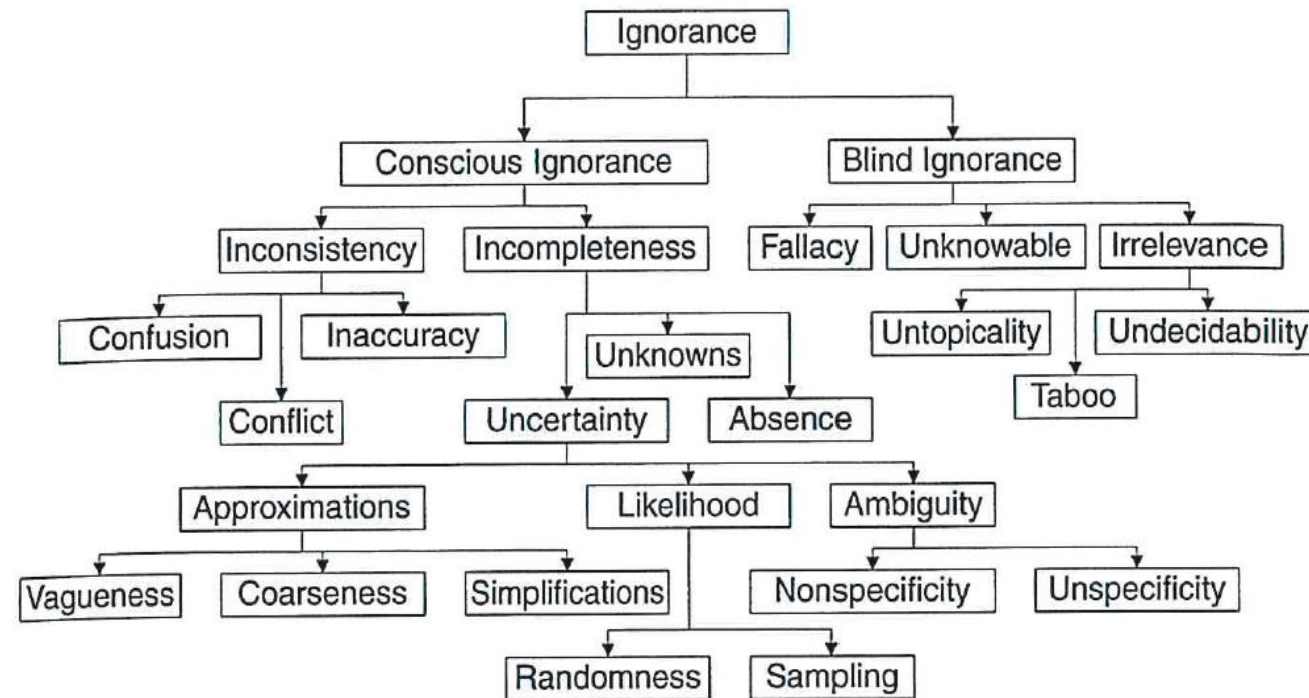 Ignorance
Conscious Ignorance
Blind Ignorance
Inconsistency
Incompleteness
Fallacy
Unknowable
Irrelevance
Confusion
Inaccuracy
Unknowns
Untopicality
Undecidability
Conflict
Uncertainty
Absence
Taboo
Approximations
Likelihood
Ambiguity
Vagueness
Coarseness
Simplifications
Nonspecificity
Unspecificity
Randomness
Sampling